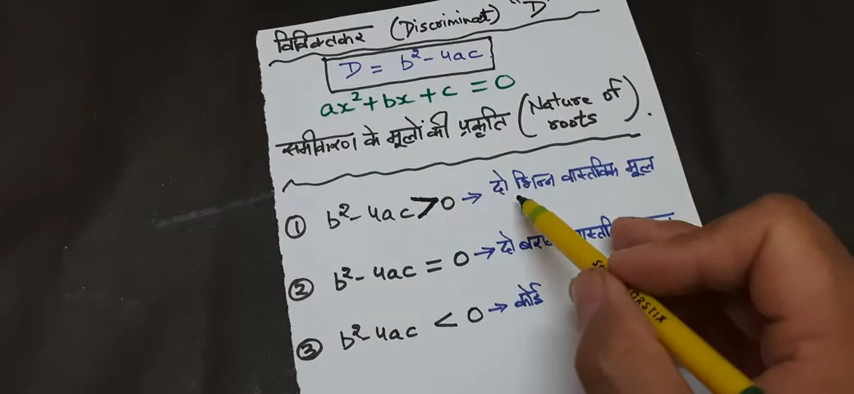 विविक्तकर (Discriminat) "D"
D = b²-4ac
ax²+bx+c=0
समीकरण के मूलों की प्रकृति (Nature of roots).
① b²-4ac>0→ दो भिन्न वास्तविक मूल
② b²-4ac = 0→दो
③ b²-4ac < 0→ कोई